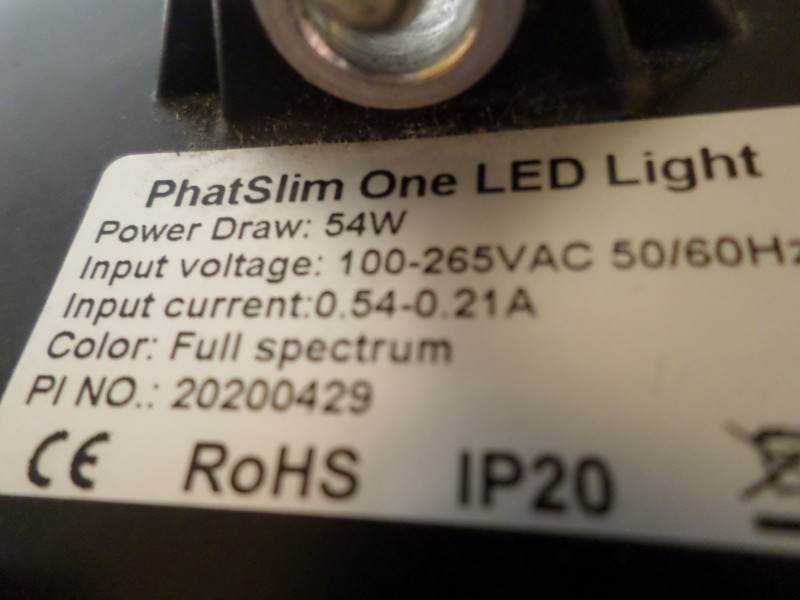 PhatSlim One LED Light
Power Draw: 54W
Input voltage: 100-265VAC 50/60Hz
Input current:0.54-0.21A
Color: Full spectrum
PI NO.: 20200429
CE RoHS IP20